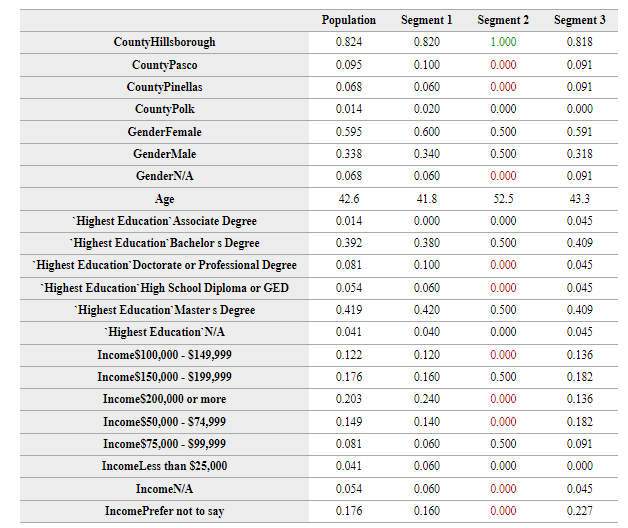 Population Segment 1 Segment 2 Segment 3
CountyHillsborough 0.824 0.820 1.000 0.818
CountyPasco 0.095 0.100 0.000 0.091
CountyPinellas 0.068 0.060 0.000 0.091
CountyPolk 0.014 0.020 0.000 0.000
GenderFemale 0.595 0.600 0.500 0.591
GenderMale 0.338 0.340 0.500 0.318
GenderN/A 0.068 0.060 0.000 0.091
Age 42.6 41.8 52.5 43.3
`Highest Education`Associate Degree 0.014 0.000 0.000 0.045
`Highest Education`Bachelor s Degree 0.392 0.380 0.500 0.409
`Highest Education`Doctorate or Professional Degree 0.081 0.100 0.000 0.045
`Highest Education`High School Diploma or GED 0.054 0.060 0.000 0.045
`Highest Education`Master s Degree 0.419 0.420 0.500 0.409
`Highest Education`N/A 0.041 0.040 0.000 0.045
Income$100,000 - $149,999 0.122 0.120 0.000 0.136
Income$150,000 - $199,999 0.176 0.160 0.500 0.182
Income$200,000 or more 0.203 0.240 0.000 0.136
Income$50,000 - $74,999 0.149 0.140 0.000 0.182
Income$75,000 - $99,999 0.081 0.060 0.500 0.091
IncomeLess than $25,000 0.041 0.060 0.000 0.000
IncomeN/A 0.054 0.060 0.000 0.045
IncomePrefer not to say 0.176 0.160 0.000 0.227